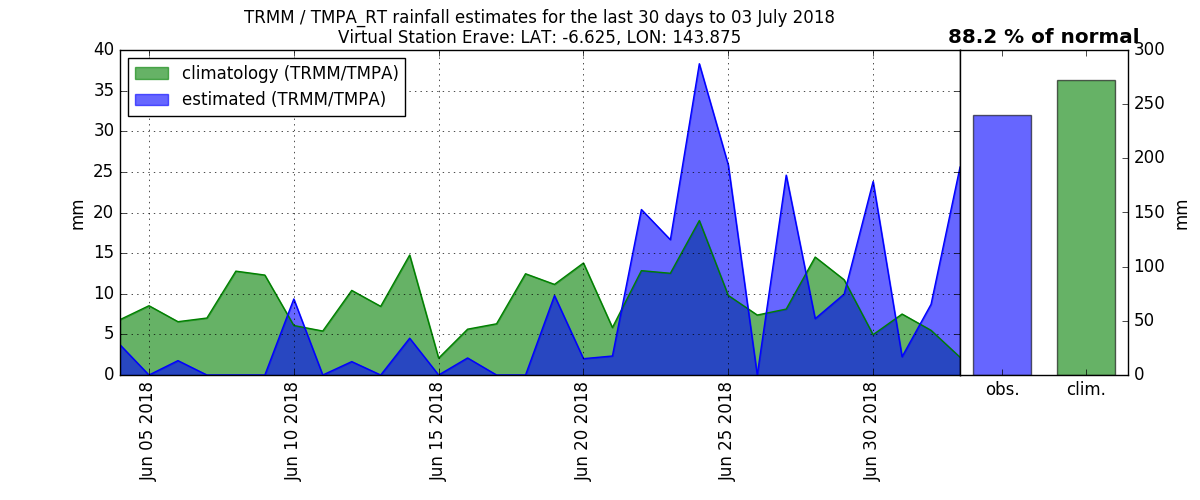 TRMM / TMPA_RT rainfall estimates for the last 30 days to 03 July 2018
Virtual Station Erave: LAT: -6.625, LON: 143.875
88.2 % of normal
climatology (TRMM/TMPA)
estimated (TRMM/TMPA)
40
35
30
25
20
15
10
5
0
mm
Jun 05 2018
Jun 10 2018
Jun 15 2018
Jun 20 2018
Jun 25 2018
Jun 30 2018
obs.
clim.
300
250
200
150
100
50
0
mm